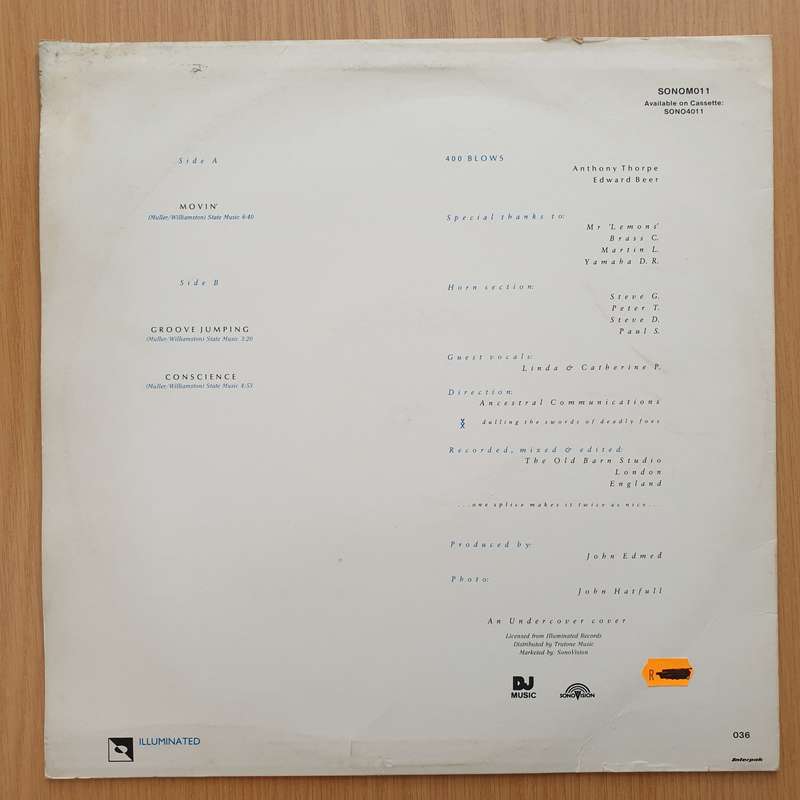 SONOM011
Available on Cassette:
SONO4011
Side A
MOVIN'
(Muller/Williamston) State Music 6:40
Side B
GROOVE JUMPING
(Muller/Williamston) State Music 3:20
CONSCIENCE
(Muller/Williamston) State Music 4:53
400 BLOWS
Anthony Thorpe
Edward Beer
Special thanks to:
Mr 'Lemons'
Brass C.
Martin L.
Yamaha D.R.
Horn section:
Steve G.
Peter T.
Steve D.
Paul S.
Guest vocals:
Linda & Catherine P.
Direction:
Ancestral Communications
dulling the swords of deadly foes
Recorded, mixed & edited:
The Old Barn Studio
London
England
...one splice makes it twice as nice...
Produced by:
John Edmed
Photo:
John Hatfull
An Undercover cover
Licensed from Illuminated Records
Distributed by Trutone Music
Marketed by: SonoVision
DJ
MUSIC
SONOVISION
R
ILLUMINATED
036
Interpak